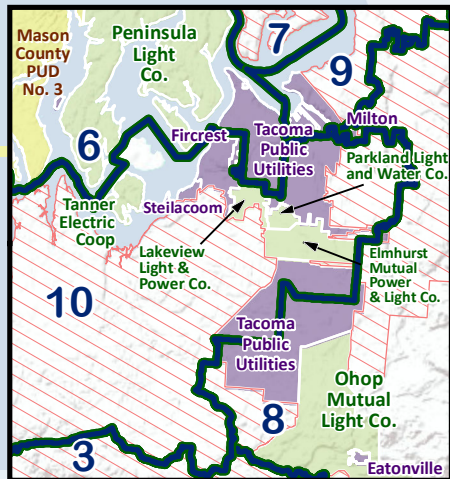 Mason
County
PUD
No. 3
Peninsula
Light
Co.
7
9
6
Fircrest
Tacoma
Public
Utilities
Milton
Parkland Light
and Water Co.
Tanner
Electric
Coop
Steilacoom
Lakeview
Light &
Power Co.
Elmhurst
Mutual
Power
& Light Co.
10
Tacoma
Public
Utilities
Ohop
Mutual
Light Co.
8
3
Eatonville